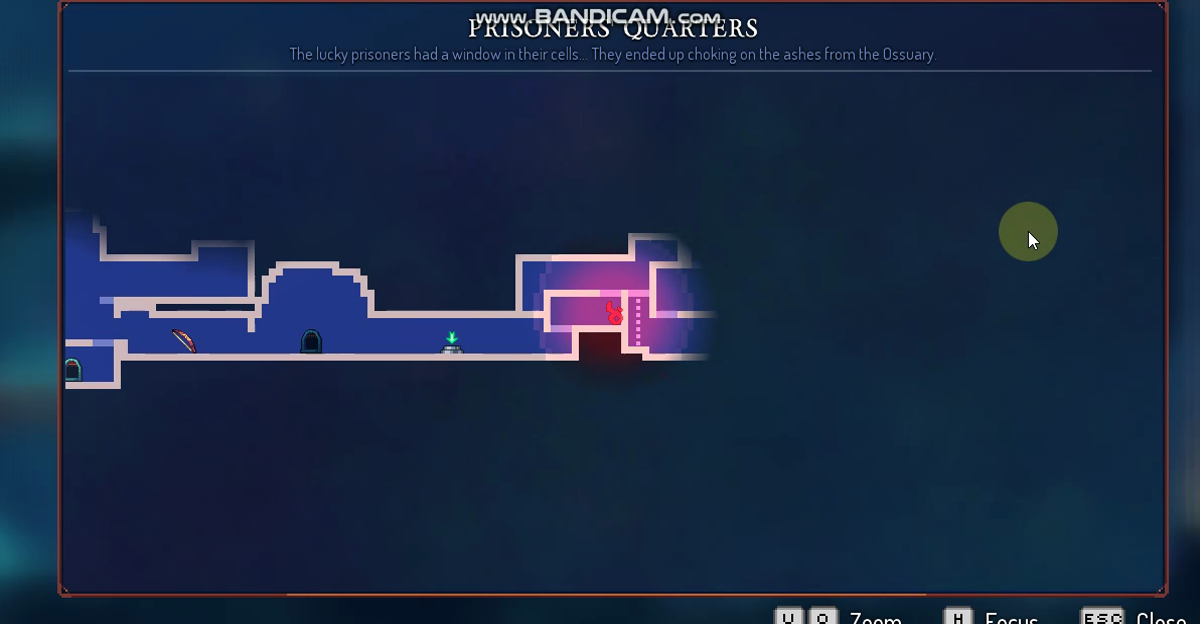 www.BANDICAM.com
PRISONERS' QUARTERS
The lucky prisoners had a window in their cells... They ended up choking on the ashes from the Ossuary.
Zoom H Focus ESC Close